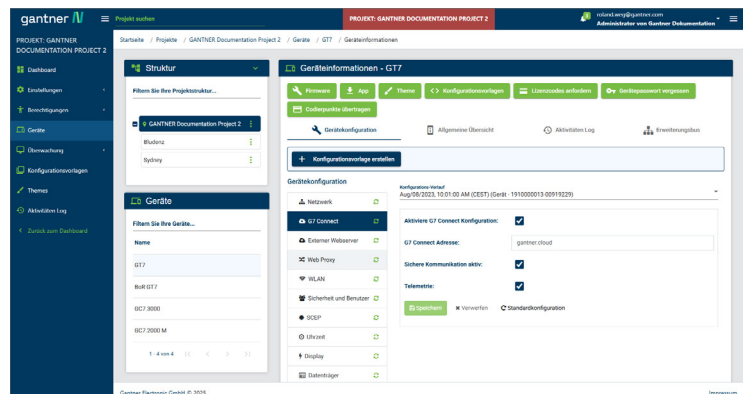 gantner
Projekt suchen
PROJEKT: GANTNER DOCUMENTATION PROJECT 2
roland.weg@gantner.com
Administrator von Gantner Dokumentation
PROJEKT: GANTNER
DOCUMENTATION PROJECT 2
Startseite / Projekte / GANTNER Documentation Project 2 / Geräte / GT7 / Geräteinformationen
Dashboard
Einstellungen
Berechtigungen
Geräte
Überwachung
Konfigurationsvorlagen
Themes
Aktivitäten Log
Zurück zum Dashboard
Struktur
Filtern Sie Ihre Projektstruktur...
GANTNER Documentation Project 2
Bludenz
Sydney
Geräte
Filtern Sie Ihre Geräte...
Name
GT7
BoR GT7
GC7.3000
GC7.2000 M
1 - 4 von 4
Geräteinformationen - GT7
Firmware
App
Theme
Konfigurationsvorlagen
Lizenzcodes anfordern
Gerätepasswort vergessen
Codierpunkte übertragen
Gerätekonfiguration
Allgemeine Übersicht
Aktivitäten Log
Erweiterungsbus
+ Konfigurationsvorlage erstellen
Gerätekonfiguration
Netzwerk
G7 Connect
Externer Webserver
Web Proxy
WLAN
Sicherheit und Benutzer
SCEP
Uhrzeit
Display
Datenträger
Konfigurations-Verlauf
Aug/08/2023, 10:01:00 AM (CEST) (Gerät - 1910000013-00919229)
Aktiviere G7 Connect Konfiguration:
G7 Connect Adresse:
gantner.cloud
Sichere Kommunikation aktiv:
Telemetrie:
Speichern
Verwerfen
Standardkonfiguration
Gantner Electronic GmbH © 2025
Impressum